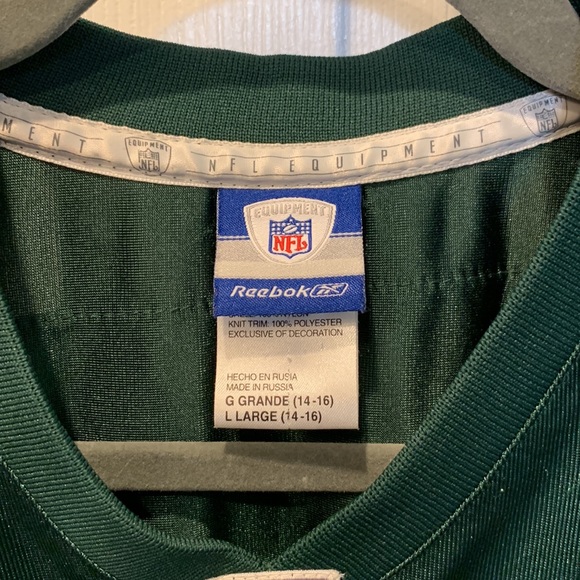 MENT EQUIPMENT NFL NFL EQUIPMENT
EQUIPMENT
NFL
Reebok
KNIT TRIM: 100% POLYESTER
EXCLUSIVE OF DECORATION
HECHO EN RUSIA
MADE IN RUSSIA
G GRANDE (14-16)
L LARGE (14-16)